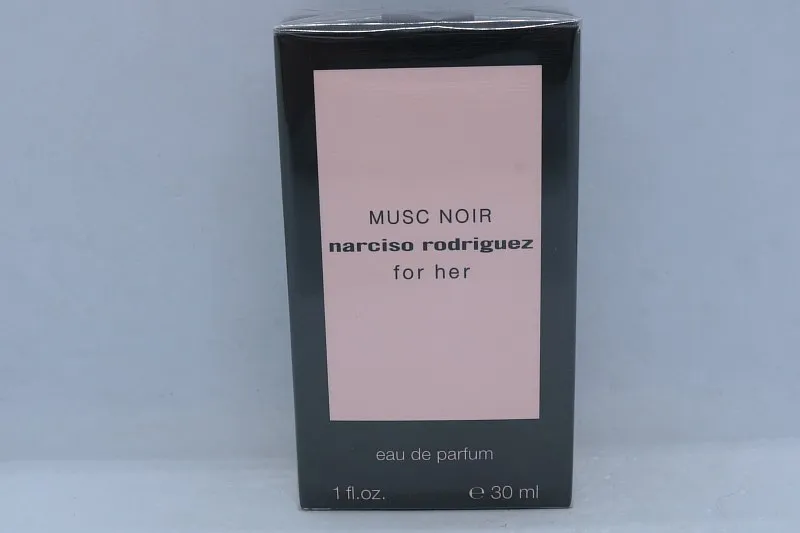 MUSC NOIR
narciso rodriguez
for her
eau de parfum
1 fl.oz. ℮ 30 ml